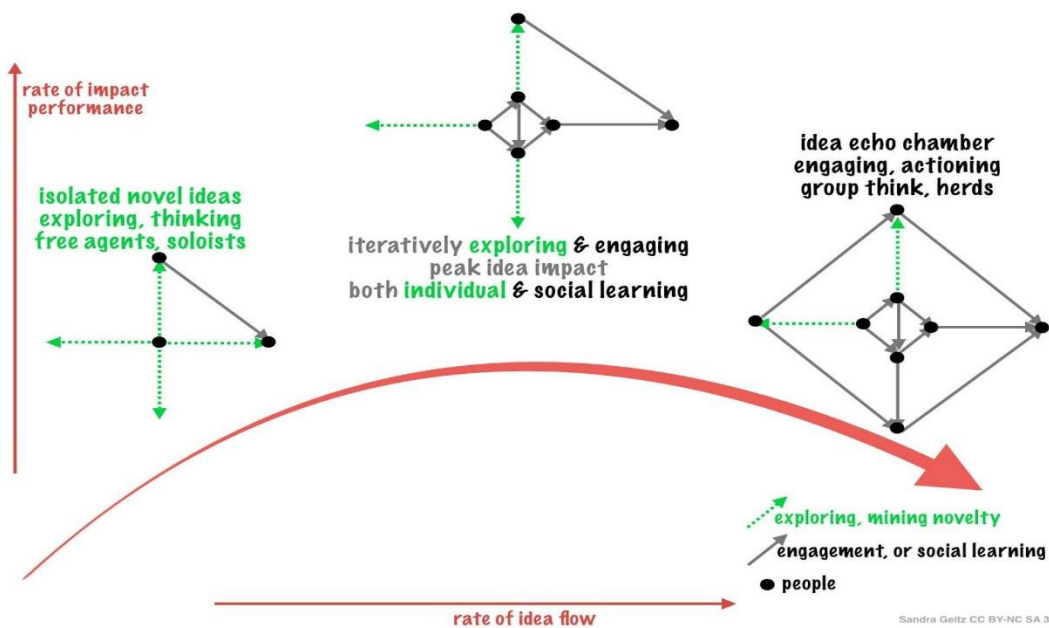 rate of impact
performance
isolated novel ideas
exploring, thinking
free agents, soloists
iteratively exploring & engaging
peak idea impact
both individual & social learning
idea echo chamber
engaging, actioning
group think, herds
exploring, mining novelty
engagement, or social learning
people
rate of idea flow
Sandra Geitz CC BY-NC SA 3